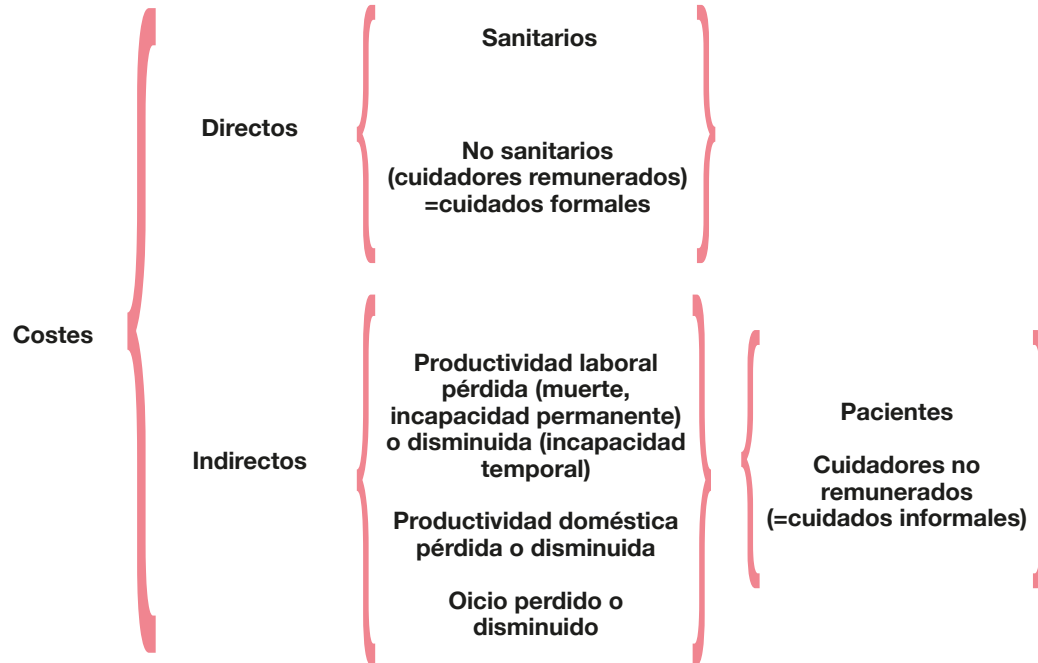 Costes
Directos
Sanitarios
No sanitarios
(cuidadores remunerados)
=cuidados formales
Indirectos
Productividad laboral
pérdida (muerte,
incapacidad permanente)
o disminuida (incapacidad
temporal)
Productividad doméstica
pérdida o disminuida
Oicio perdido o
disminuido
Pacientes
Cuidadores no
remunerados
(=cuidados informales)